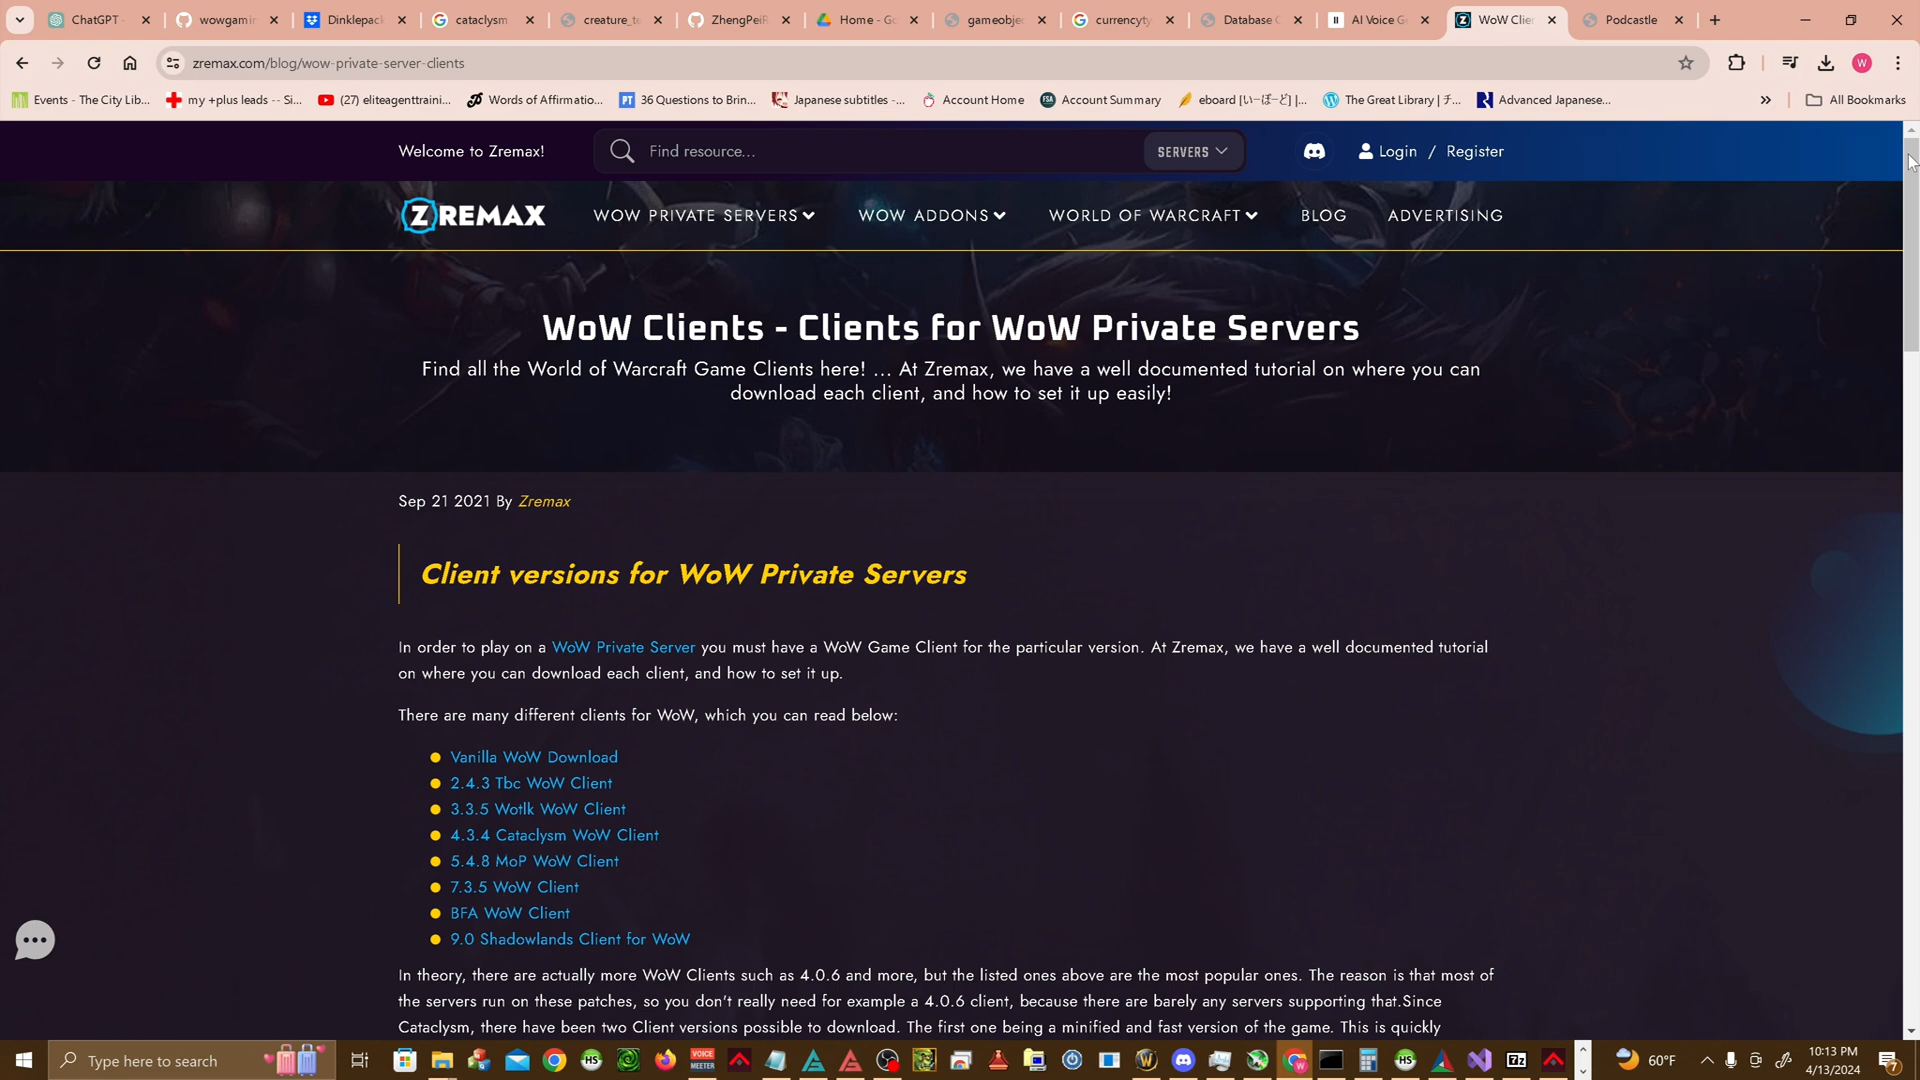 ChatGPT -
wowgamin
Dinklepack
cataclysm
creature_te
ZhengPeiR
Home - Go
gameobjec
currencyty
Database C
AI Voice Ge
WoW Clien
Podcastle
zremax.com/blog/wow-private-server-clients
Events - The City Lib...
my +plus leads -- Si...
(27) eliteagenttraini...
Words of Affirmatio...
36 Questions to Brin...
Japanese subtitles -...
Account Home
Account Summary
eboard [いーぼーど] |...
The Great Library | チ...
Advanced Japanese...
All Bookmarks
Welcome to Zremax!
Find resource...
SERVERS
Login / Register
ZREMAX
WOW PRIVATE SERVERS
WOW ADDONS
WORLD OF WARCRAFT
BLOG
ADVERTISING
WoW Clients - Clients for WoW Private Servers
Find all the World of Warcraft Game Clients here! ... At Zremax, we have a well documented tutorial on where you can
download each client, and how to set it up easily!
Sep 21 2021 By Zremax
Client versions for WoW Private Servers
In order to play on a WoW Private Server you must have a WoW Game Client for the particular version. At Zremax, we have a well documented tutorial
on where you can download each client, and how to set it up.
There are many different clients for WoW, which you can read below:
Vanilla WoW Download
2.4.3 Tbc WoW Client
3.3.5 Wotlk WoW Client
4.3.4 Cataclysm WoW Client
5.4.8 MoP WoW Client
7.3.5 WoW Client
BFA WoW Client
9.0 Shadowlands Client for WoW
In theory, there are actually more WoW Clients such as 4.0.6 and more, but the listed ones above are the most popular ones. The reason is that most of
the servers run on these patches, so you don't really need for example a 4.0.6 client, because there are barely any servers supporting that.Since
Cataclysm, there have been two Client versions possible to download. The first one being a minified and fast version of the game. This is quickly
Type here to search
60°F
10:13 PM
4/13/2024